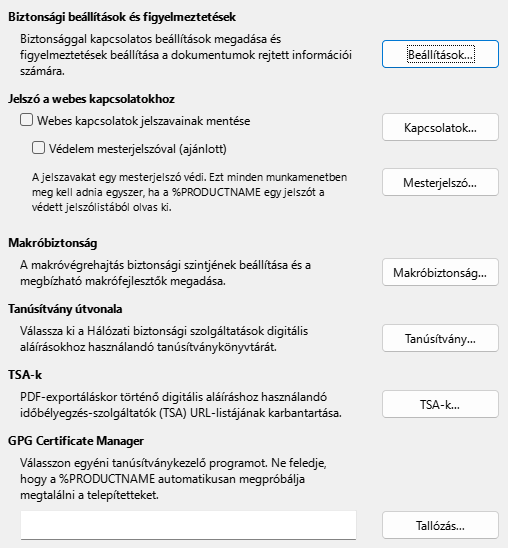 Biztonsági beállítások és figyelmeztetések
Biztonsággal kapcsolatos beállítások megadása és
figyelmeztetések beállítása a dokumentumok rejtett információi
számára.
Beállítások...
Jelszó a webes kapcsolatokhoz
Webes kapcsolatok jelszavainak mentése
Kapcsolatok...
Védelem mesterjelszóval (ajánlott)
A jelszavakat egy mesterjelszó védi. Ezt minden munkamenetben
meg kell adnia egyszer, ha a %PRODUCTNAME egy jelszót a
védett jelszólistából olvas ki.
Mesterjelszó...
Makróbiztonság
A makróvégrehajtás biztonsági szintjének beállítása és a
megbízható makrófejlesztők megadása.
Makróbiztonság...
Tanúsítvány útvonala
Válassza ki a Hálózati biztonsági szolgáltatások digitális
aláírásokhoz használandó tanúsítványkönyvtárát.
Tanúsítvány...
TSA-k
PDF-exportáláskor történő digitális aláíráshoz használandó
időbélyegzés-szolgáltatók (TSA) URL-listájának karbantartása.
TSA-k...
GPG Certificate Manager
Válasszon egyéni tanúsítványkezelő programot. Ne feledje,
hogy a %PRODUCTNAME automatikusan megpróbálja
megtalálni a telepítetteket.
Tallózás...